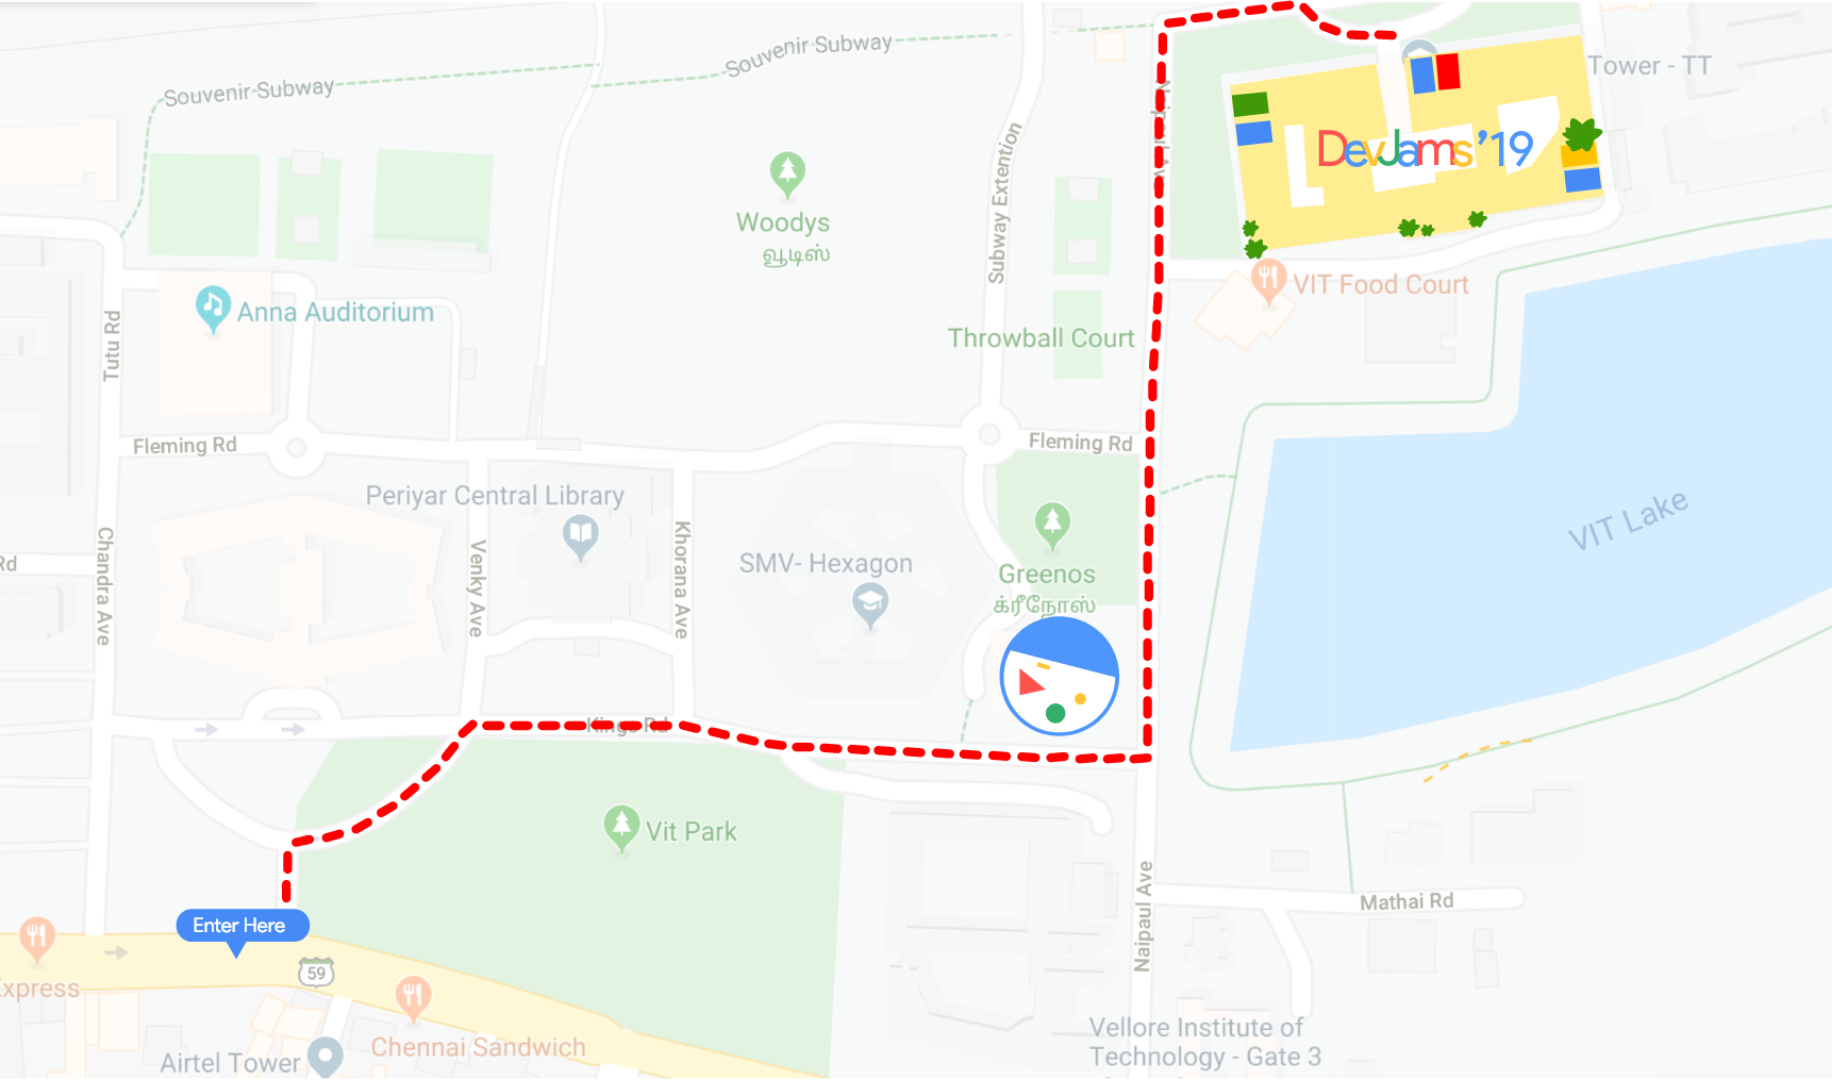 Souvenir Subway
Souvenir Subway
Tower - TT
Naipaul Ave
DevJams '19
Subway Extention
Woodys
வூடிஸ்
VIT Food Court
Anna Auditorium
Tutu Rd
Throwball Court
Fleming Rd
Fleming Rd
Periyar Central Library
VIT Lake
Chandra Ave
Venky Ave
Khorana Ave
SMV- Hexagon
Rd
Greenos
க்ரீநோஸ்
Kings Rd
Vit Park
Mathai Rd
Naipaul Ave
Enter Here
59
Express
Chennai Sandwich
Airtel Tower
Vellore Institute of
Technology - Gate 3